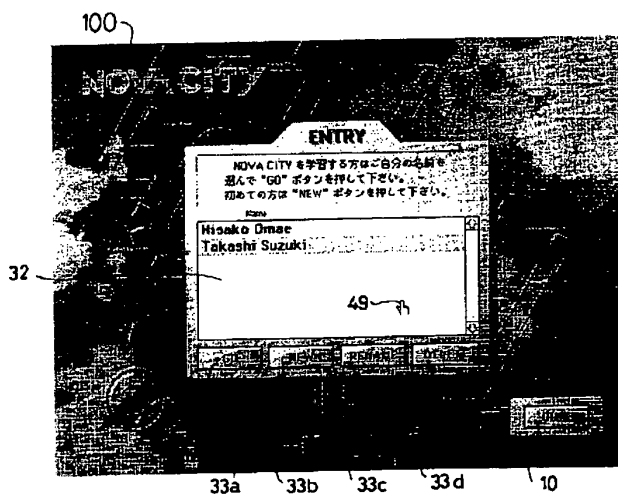 100
NOVA CITY
ENTRY
NOVA CITY を学習する方はご自分の名前を
選んで "GO" ボタンを押して下さい。
初めての方は "NEW" ボタンを押して下さい。
Name
Hisako Omae
Takashi Suzuki
32
49
33a 33b 33c 33d 10